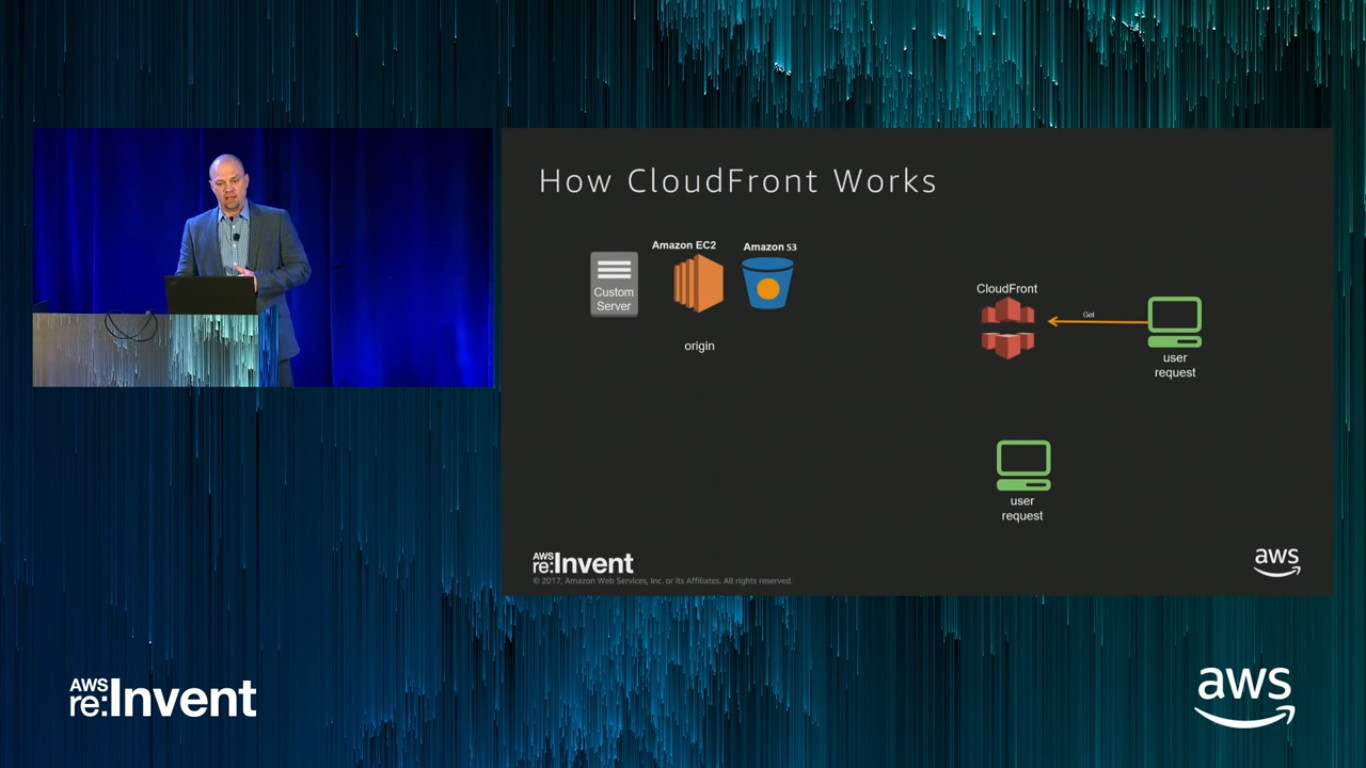 How CloudFront Works
Amazon EC2
Amazon S3
Custom
Server
origin
CloudFront
Get
user
request
user
request
AWS
re:Invent
© 2017, Amazon Web Services, Inc. or its Affiliates. All rights reserved.
aws
AWS
re:Invent
aws